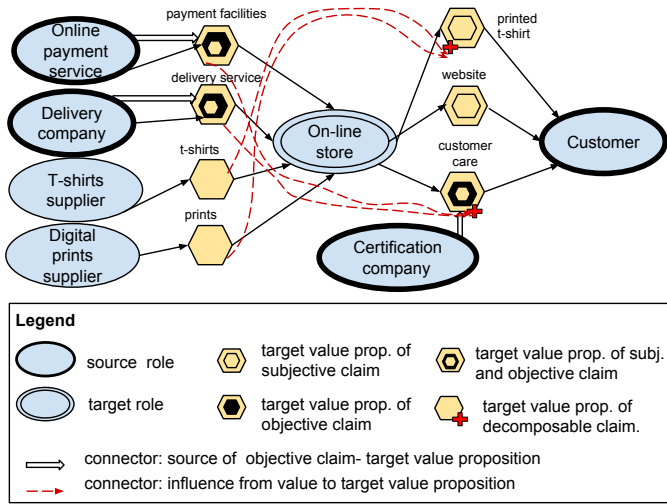 payment facilities
Online
payment
service
printed
t-shirt
delivery service
website
Delivery
company
On-line
store
Customer
customer
care
t-shirts
T-shirts
supplier
prints
Digital
prints
supplier
Certification
company
Legend
source role
target value prop. of
subjective claim
target value prop. of subj.
and objective claim
target role
target value prop. of
objective claim
target value prop. of
decomposable claim.
connector: source of objective claim- target value proposition
connector: influence from value to target value proposition